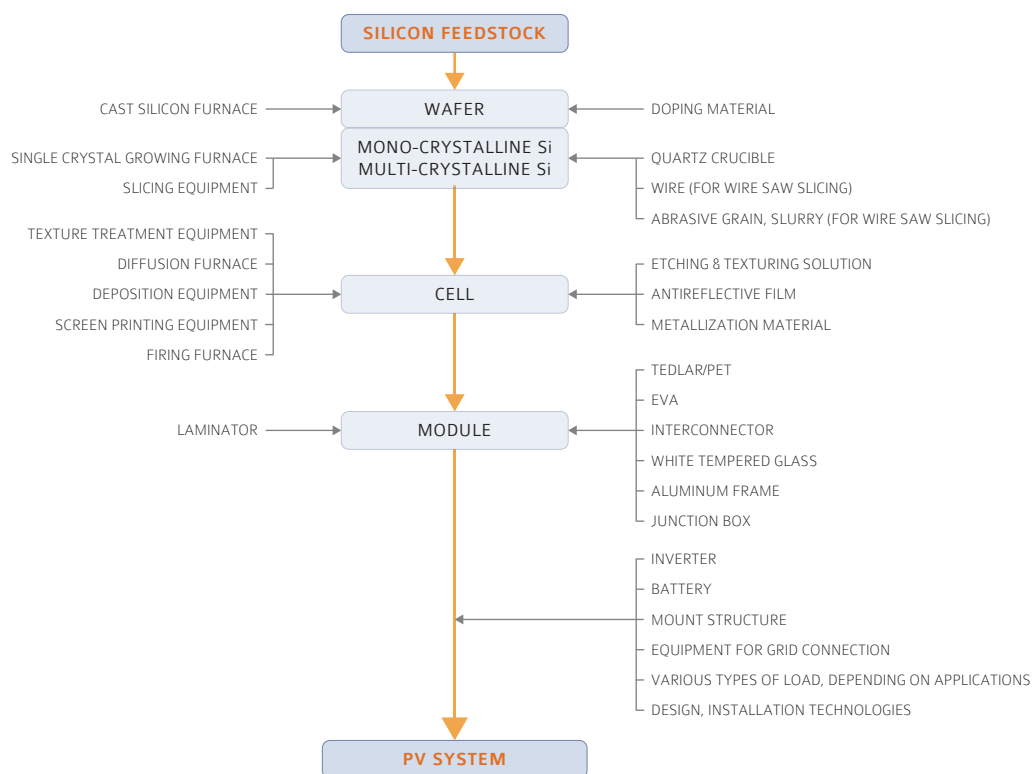 SILICON FEEDSTOCK
CAST SILICON FURNACE
WAFER
DOPING MATERIAL
SINGLE CRYSTAL GROWING FURNACE
SLICING EQUIPMENT
MONO-CRYSTALLINE Si
MULTI-CRYSTALLINE Si
QUARTZ CRUCIBLE
WIRE (FOR WIRE SAW SLICING)
ABRASIVE GRAIN, SLURRY (FOR WIRE SAW SLICING)
TEXTURE TREATMENT EQUIPMENT
DIFFUSION FURNACE
DEPOSITION EQUIPMENT
SCREEN PRINTING EQUIPMENT
FIRING FURNACE
CELL
ETCHING & TEXTURING SOLUTION
ANTIREFLECTIVE FILM
METALLIZATION MATERIAL
LAMINATOR
MODULE
TEDLAR/PET
EVA
INTERCONNECTOR
WHITE TEMPERED GLASS
ALUMINUM FRAME
JUNCTION BOX
INVERTER
BATTERY
MOUNT STRUCTURE
EQUIPMENT FOR GRID CONNECTION
VARIOUS TYPES OF LOAD, DEPENDING ON APPLICATIONS
DESIGN, INSTALLATION TECHNOLOGIES
PV SYSTEM